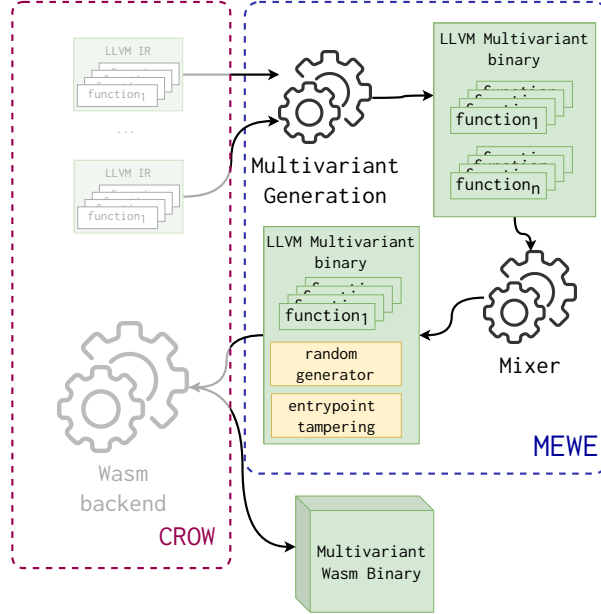 LLVM IR
function1
...
LLVM IR
function1
Multivariant
Generation
LLVM Multivariant
binary
function1
functionn
Mixer
LLVM Multivariant
binary
function1
random
generator
entrypoint
tampering
MEWE
Wasm
backend
CROW
Multivariant
Wasm Binary